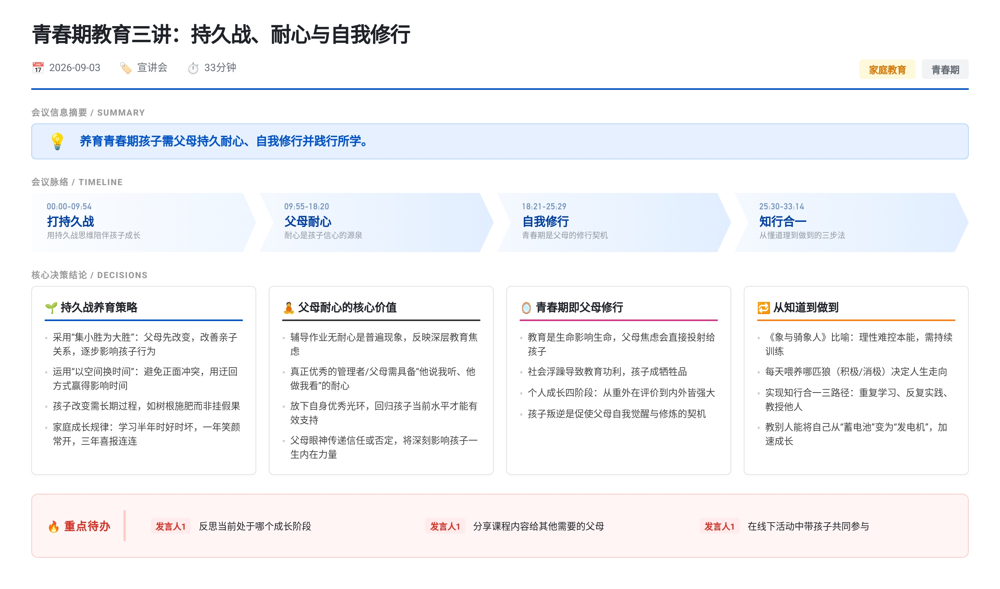 青春期教育三讲：持久战、耐心与自我修行
2026-09-03 宣讲会 33分钟
家庭教育 青春期
会议信息摘要 / SUMMARY
养育青春期孩子需父母持久耐心、自我修行并践行所学。
会议脉络 / TIMELINE
00:00-09:54
打持久战
用持久战思维陪伴孩子成长
09:55-18:20
父母耐心
耐心是孩子信心的源泉
18:21-25:29
自我修行
青春期是父母的修行契机
25:30-33:14
知行合一
从懂道理到做到的三步法
核心决策结论 / DECISIONS
持久战养育策略
采用“集小胜为大胜”：父母先改变，改善亲子
关系，逐步影响孩子行为
运用“以空间换时间”：避免正面冲突，用迂回
方式赢得影响时间
孩子改变需长期过程，如树根施肥而非挂假果
家庭成长规律：学习半年时好时坏，一年笑颜
常开，三年喜报连连
父母耐心的核心价值
辅导作业无耐心是普遍现象，反映深层教育焦
虑
真正优秀的管理者/父母需具备“他说我听、他
做我看”的耐心
放下自身优秀光环，回归孩子当前水平才能有
效支持
父母眼神传递信任或否定，将深刻影响孩子一
生内在力量
青春期即父母修行
教育是生命影响生命，父母焦虑会直接投射给
孩子
社会浮躁导致教育功利，孩子成牺牲品
个人成长四阶段：从重外在评价到内外皆强大
孩子叛逆是促使父母自我觉醒与修炼的契机
从知道到做到
《象与骑象人》比喻：理性难控本能，需持续
训练
每天喂养哪匹狼（积极/消极）决定人生走向
实现知行合一三路径：重复学习、反复实践、
教授他人
教别人能将自己从“蓄电池”变为“发电机”，加
速成长
重点待办
发言人1 反思当前处于哪个成长阶段
发言人1 分享课程内容给其他需要的父母
发言人1 在线下活动中带孩子共同参与